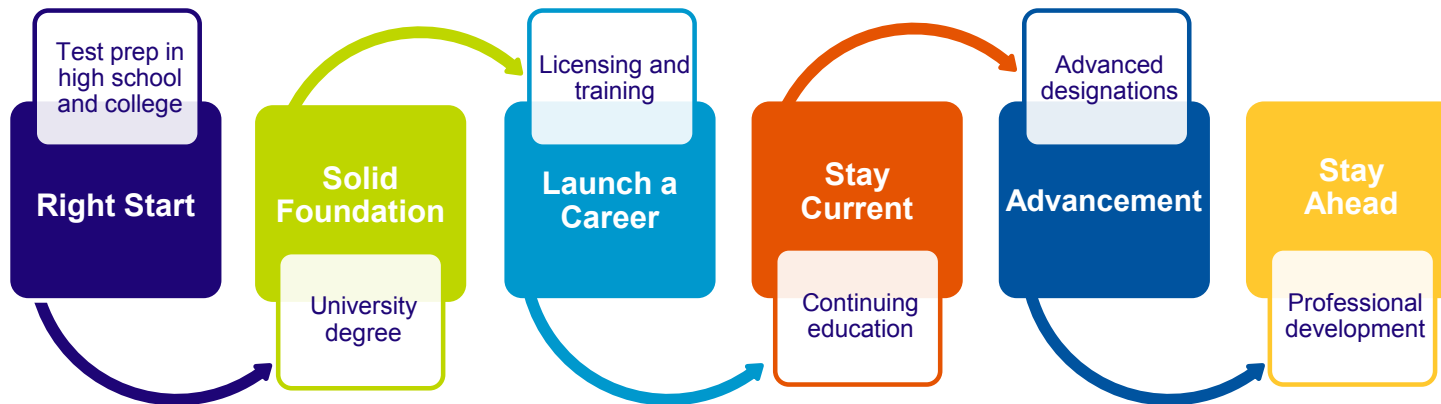 Test prep in
high school
and college
Right Start
Solid
Foundation
University
degree
Licensing and
training
Launch a
Career
Stay
Current
Continuing
education
Advanced
designations
Advancement
Stay
Ahead
Professional
development